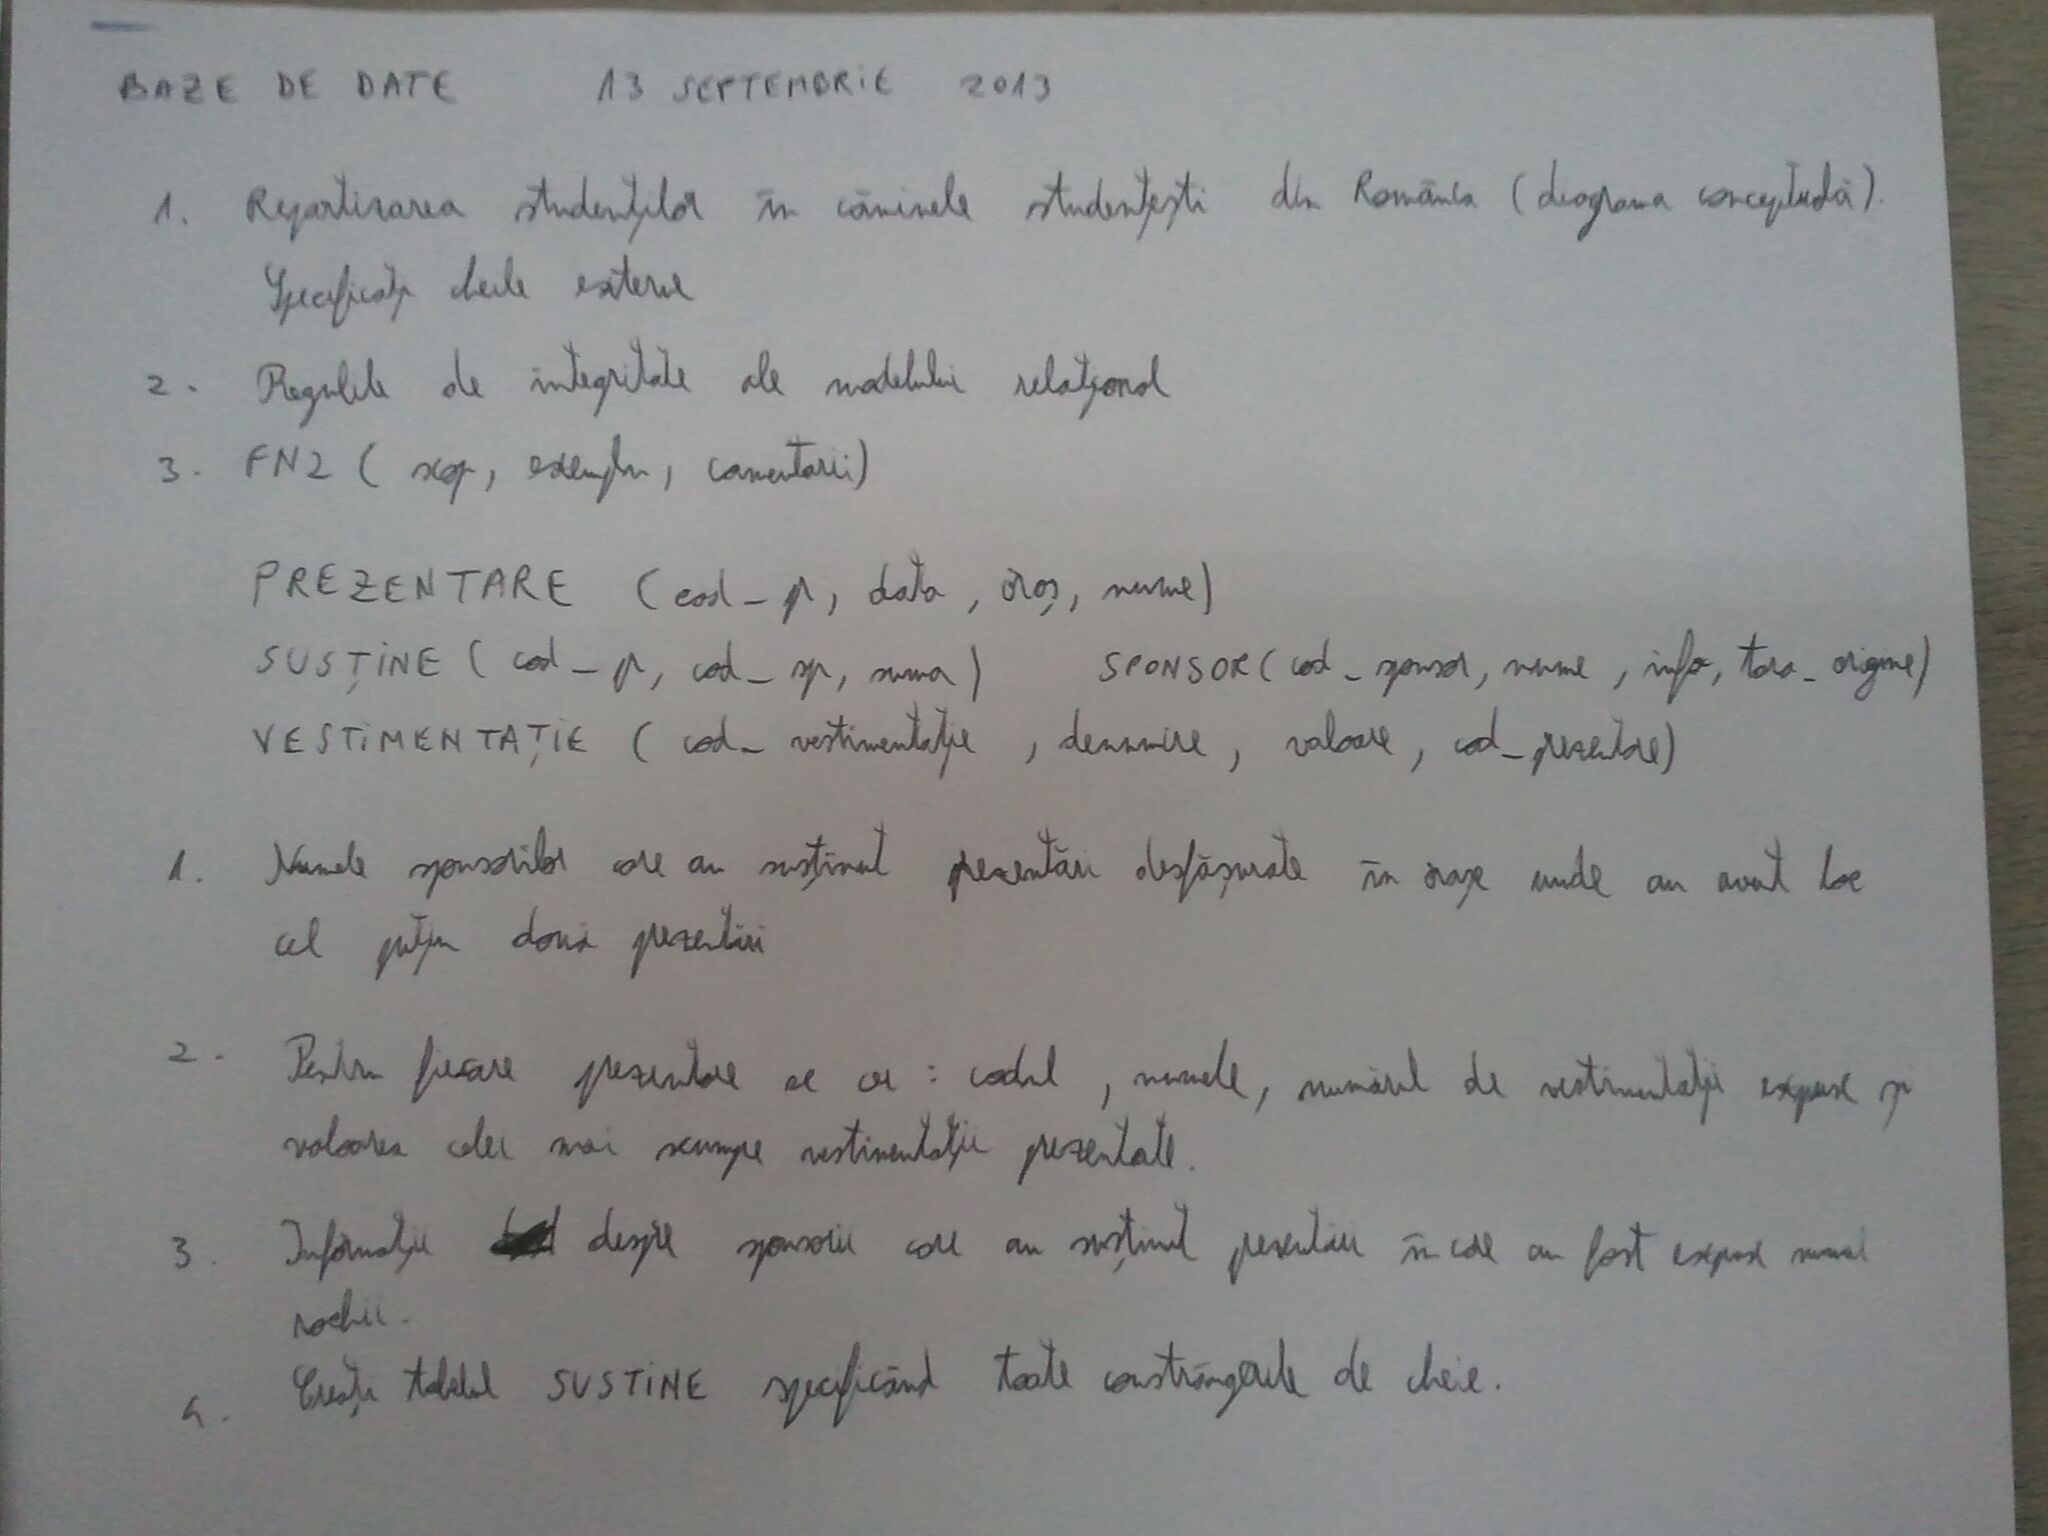 BAZE DE DATE 13 SEPTEMBRIE 2013
1. Repartizarea studenților în căminele studențești din România (diagrama conceptuală).
Specificați cheile externe
2. Regulile de integritate ale modelului relațional
3. FN2 (scop, exemplu, comentarii)
PREZENTARE (cod_p, data, oraș, nume)
SUSȚINE (cod_p, cod_sp, suma) SPONSOR (cod_sponsor, nume, info, tara_origine)
VESTIMENTAȚIE (cod_vestimentație, denumire, valoare, cod_prezentare)
1. Numele sponsorilor care au susținut prezentări desfășurate în orașe unde au avut loc
cel puțin două prezentări
2. Pentru fiecare prezentare se cer: codul, numele, numărul de vestimentații expuse și
valoarea celei mai scumpe vestimentații prezentate.
3. Informații despre sponsorii care au susținut prezentări în care au fost expuse numai
rochii.
4. Creați tabelul SUSTINE specificând toate constrângerile de cheie.